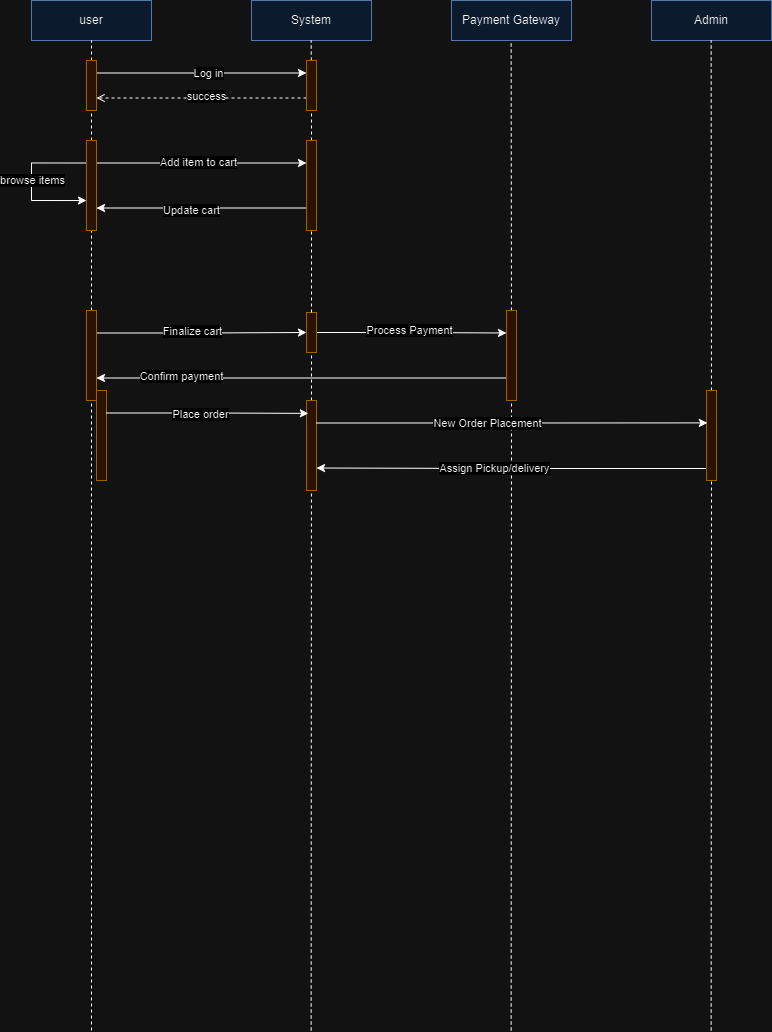 user
System
Payment Gateway
Admin
Log in
success
Add item to cart
browse items
Update cart
Finalize cart
Process Payment
Confirm payment
Place order
New Order Placement
Assign Pickup/delivery